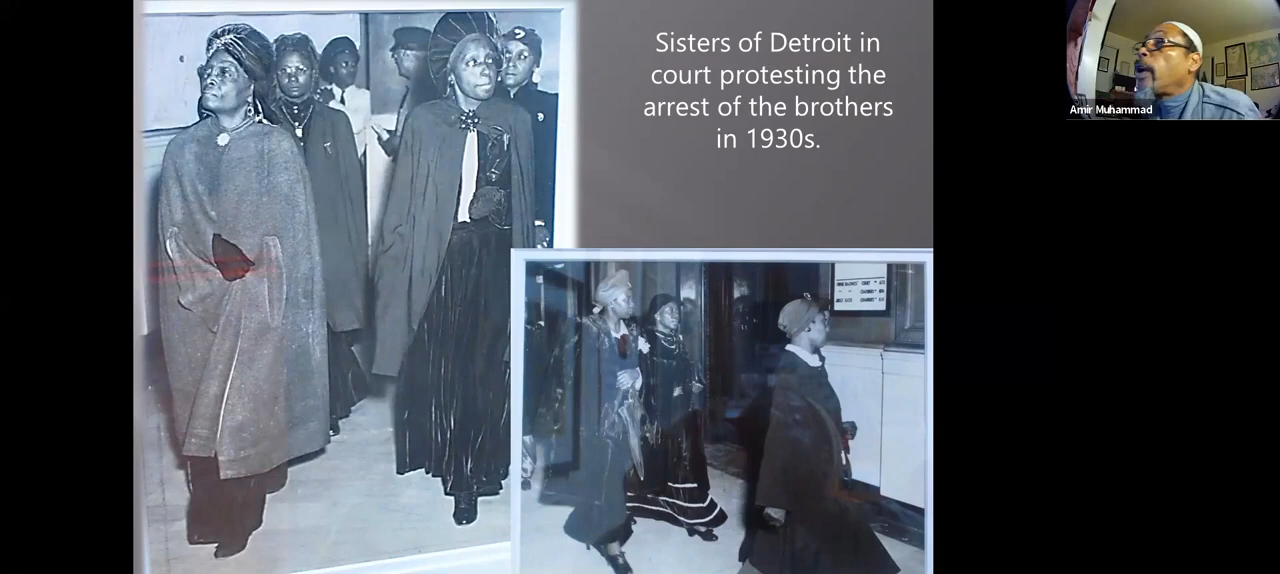 Sisters of Detroit in
court protesting the
arrest of the brothers
in 1930s.
Amir Muhammad